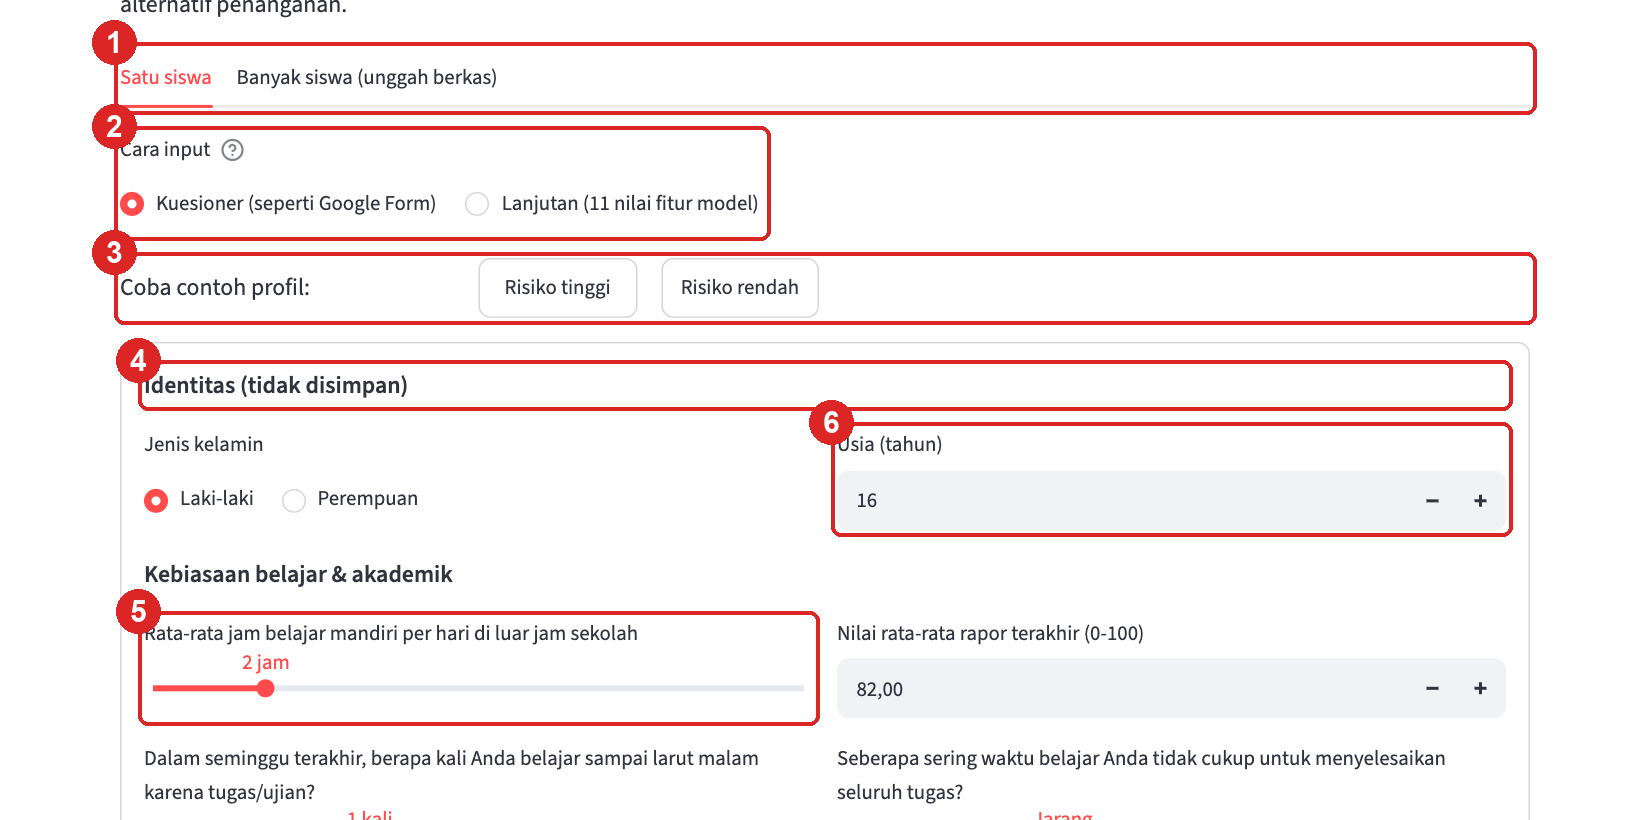 alternatif penanganan.
1
Satu siswa Banyak siswa (unggah berkas)
2
Cara input ?
Kuesioner (seperti Google Form) Lanjutan (11 nilai fitur model)
3
Coba contoh profil: Risiko tinggi Risiko rendah
4
Identitas (tidak disimpan)
6
Jenis kelamin Usia (tahun)
Laki-laki Perempuan 16 − +
Kebiasaan belajar & akademik
5
Rata-rata jam belajar mandiri per hari di luar jam sekolah Nilai rata-rata rapor terakhir (0-100)
2 jam
82,00 − +
Dalam seminggu terakhir, berapa kali Anda belajar sampai larut malam Seberapa sering waktu belajar Anda tidak cukup untuk menyelesaikan
karena tugas/ujian? seluruh tugas?
1 kali Jarang